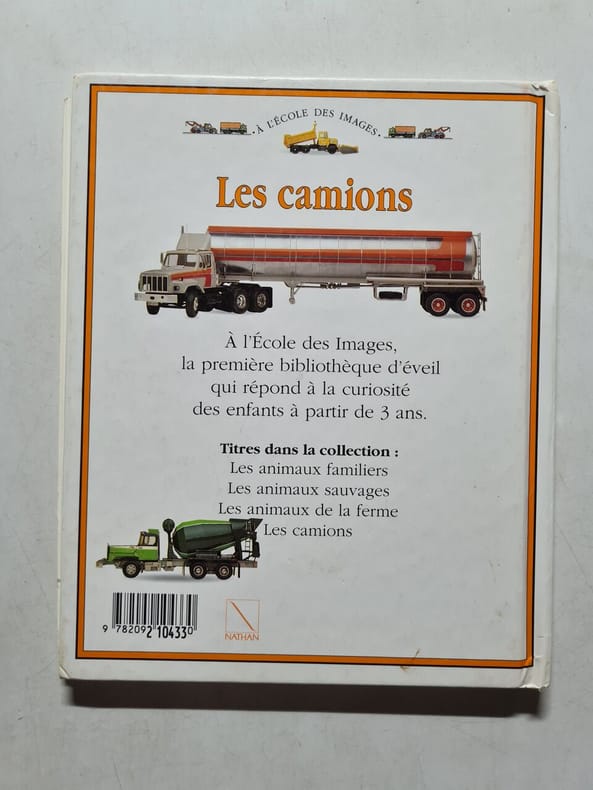 · À L'ÉCOLE DES IMAGES ·
Les camions
À l'École des Images,
la première bibliothèque d'éveil
qui répond à la curiosité
des enfants à partir de 3 ans.
Titres dans la collection :
Les animaux familiers
Les animaux sauvages
Les animaux de la ferme
Les camions
9 782092 104330
NATHAN